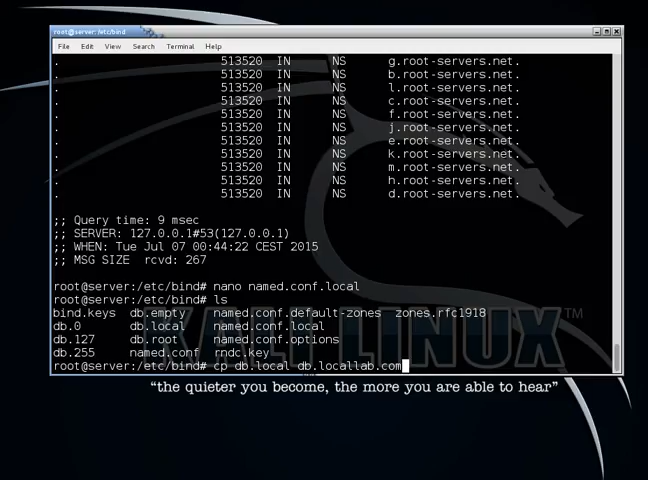 root@server: /etc/bind
File Edit View Search Terminal Help
. 513520 IN NS g.root-servers.net.
. 513520 IN NS b.root-servers.net.
. 513520 IN NS l.root-servers.net.
. 513520 IN NS c.root-servers.net.
. 513520 IN NS f.root-servers.net.
. 513520 IN NS j.root-servers.net.
. 513520 IN NS e.root-servers.net.
. 513520 IN NS k.root-servers.net.
. 513520 IN NS m.root-servers.net.
. 513520 IN NS h.root-servers.net.
. 513520 IN NS d.root-servers.net.
;; Query time: 9 msec
;; SERVER: 127.0.0.1#53(127.0.0.1)
;; WHEN: Tue Jul 07 00:44:22 CEST 2015
;; MSG SIZE rcvd: 267
root@server:/etc/bind# nano named.conf.local
root@server:/etc/bind# ls
bind.keys db.empty named.conf.default-zones zones.rfc1918
db.0 db.local named.conf.local
db.127 db.root named.conf.options
db.255 named.conf rndc.key
root@server:/etc/bind# cp db.local db.locallab.com
KALI LINUX™
“the quieter you become, the more you are able to hear”